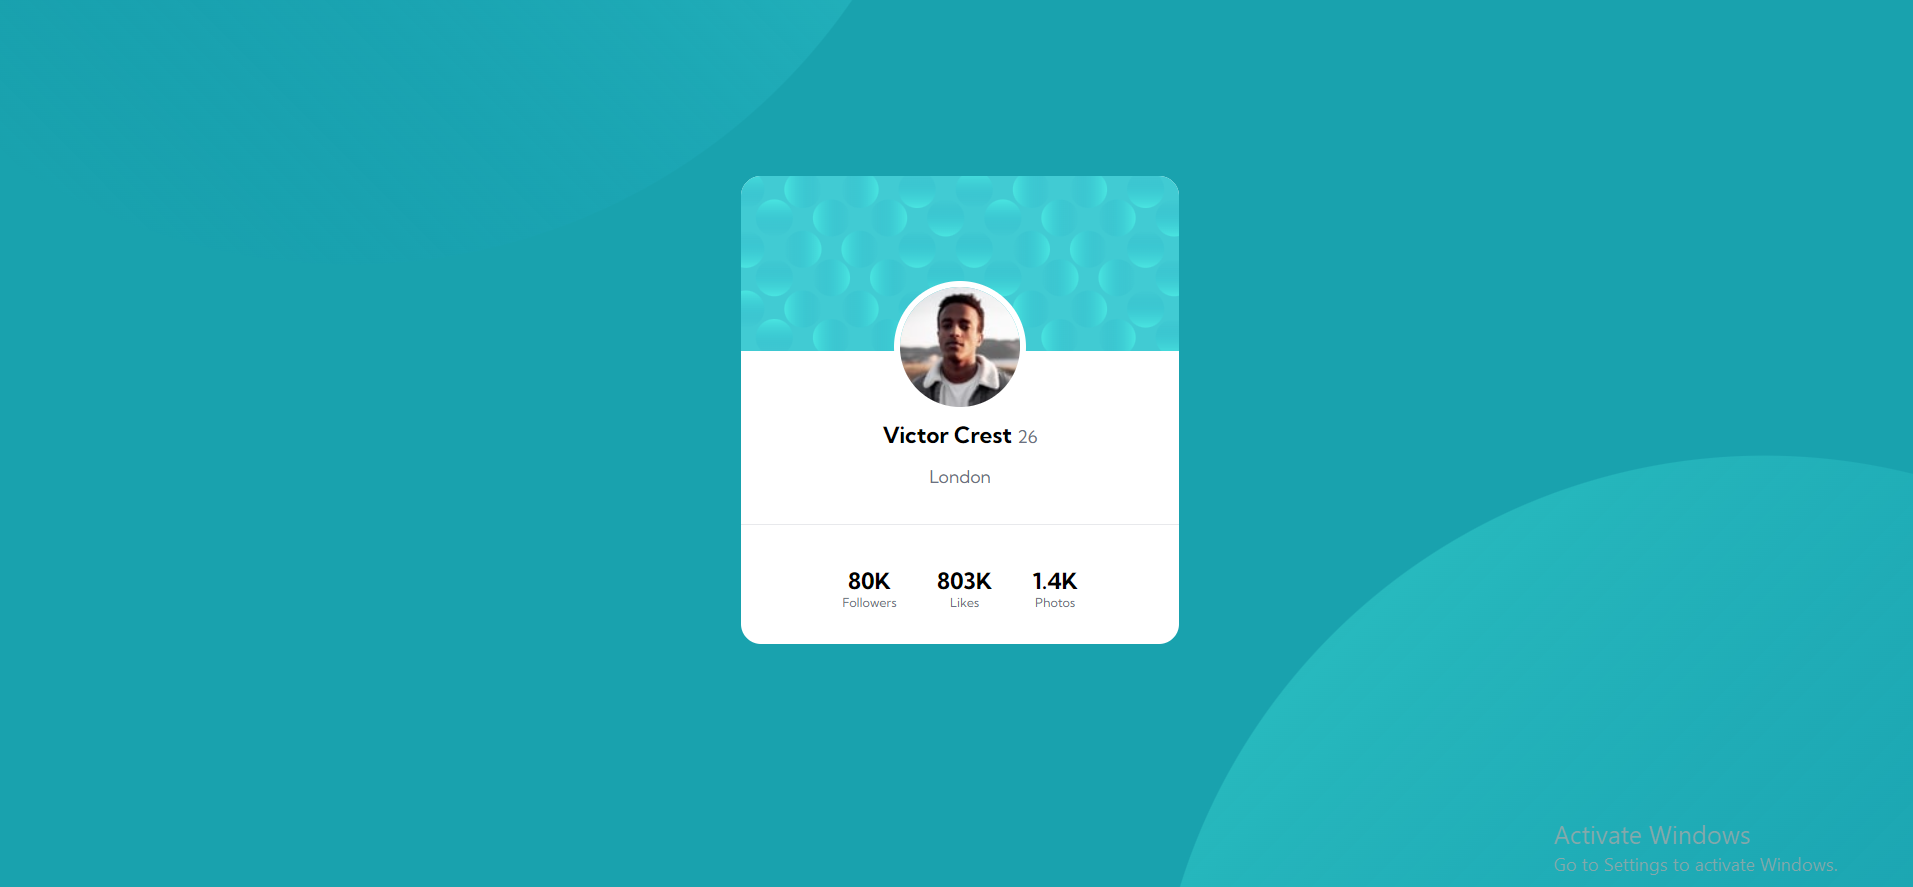 Victor Crest 26
London
80K 803K 1.4K
Followers Likes Photos
Activate Windows
Go to Settings to activate Windows.